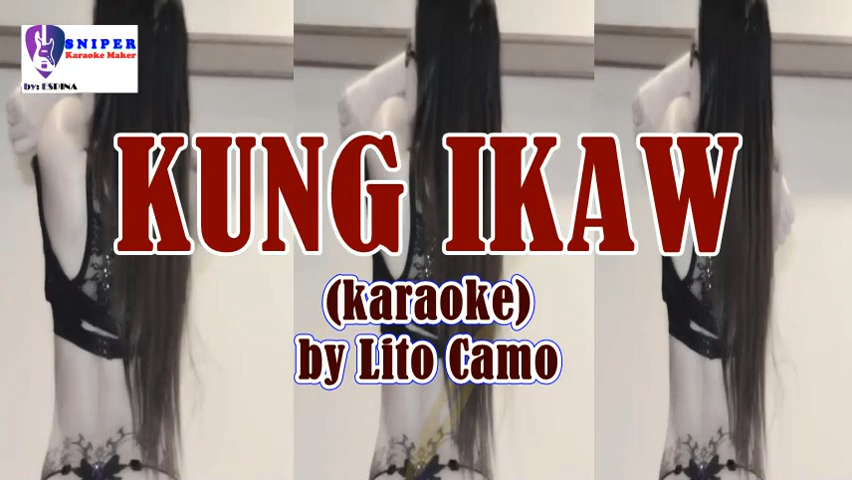 SNIPER
Karaoke Maker
by: ESPINA
KUNG IKAW
(karaoke)
by Lito Camo